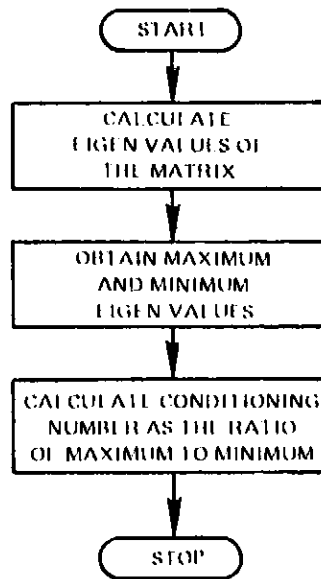 START
CALCULATE
EIGEN VALUES OF
THE MATRIX
OBTAIN MAXIMUM
AND MINIMUM
EIGEN VALUES
CALCULATE CONDITIONING
NUMBER AS THE RATIO
OF MAXIMUM TO MINIMUM
STOP